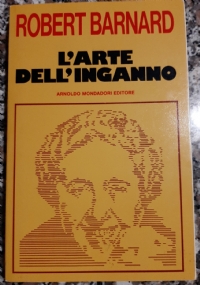 ROBERT BARNARD
L'ARTE
DELL'INGANNO
ARNOLDO MONDADORI EDITORE